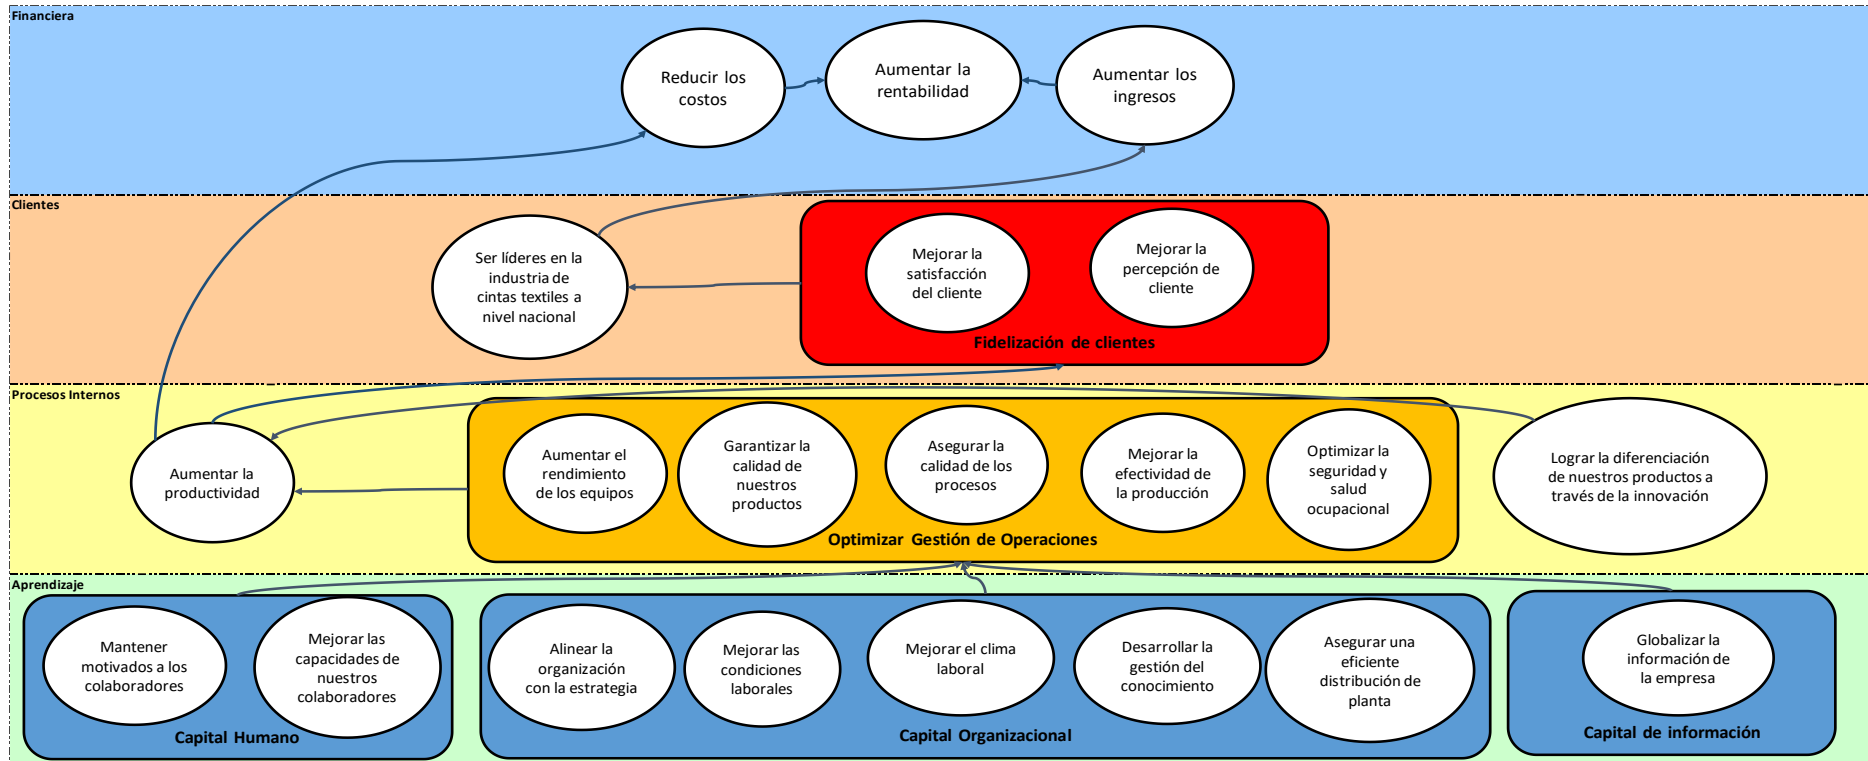 Financiera
Reducir los
costos
Aumentar la
rentabilidad
Aumentar los
ingresos
Clientes
Ser líderes en la
industria de
cintas textiles a
nivel nacional
Mejorar la
satisfacción
del cliente
Mejorar la
percepción de
cliente
Fidelización de clientes
Procesos Internos
Aumentar la
productividad
Aumentar el
rendimiento
de los equipos
Garantizar la
calidad de
nuestros
productos
Asegurar la
calidad de los
procesos
Mejorar la
efectividad de
la producción
Optimizar la
seguridad y
salud
ocupacional
Optimizar Gestión de Operaciones
Lograr la diferenciación
de nuestros productos a
través de la innovación
Aprendizaje
Mantener
motivados a los
colaboradores
Mejorar las
capacidades de
nuestros
colaboradores
Capital Humano
Alinear la
organización
con la estrategia
Mejorar las
condiciones
laborales
Mejorar el clima
laboral
Desarrollar la
gestión del
conocimiento
Asegurar una
eficiente
distribución de
planta
Capital Organizacional
Globalizar la
información de
la empresa
Capital de información